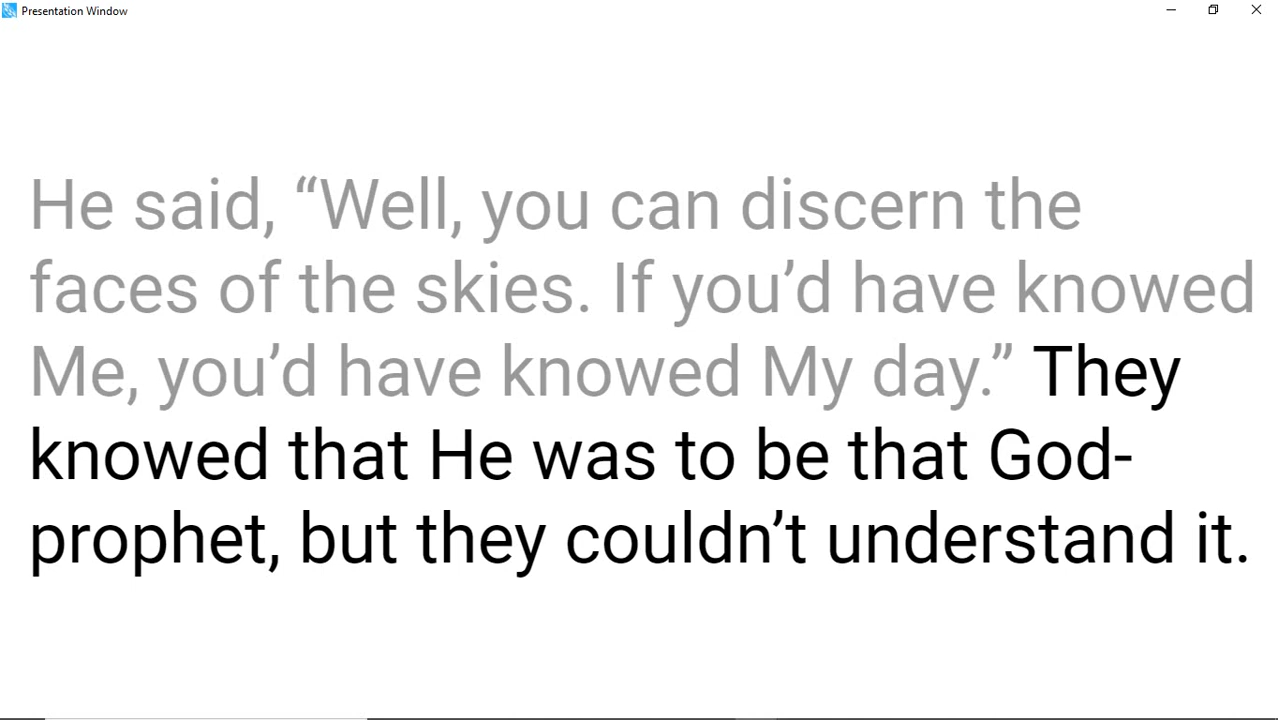 Presentation Window
He said, “Well, you can discern the
faces of the skies. If you’d have knowed
Me, you’d have knowed My day.” They
knowed that He was to be that God-
prophet, but they couldn’t understand it.